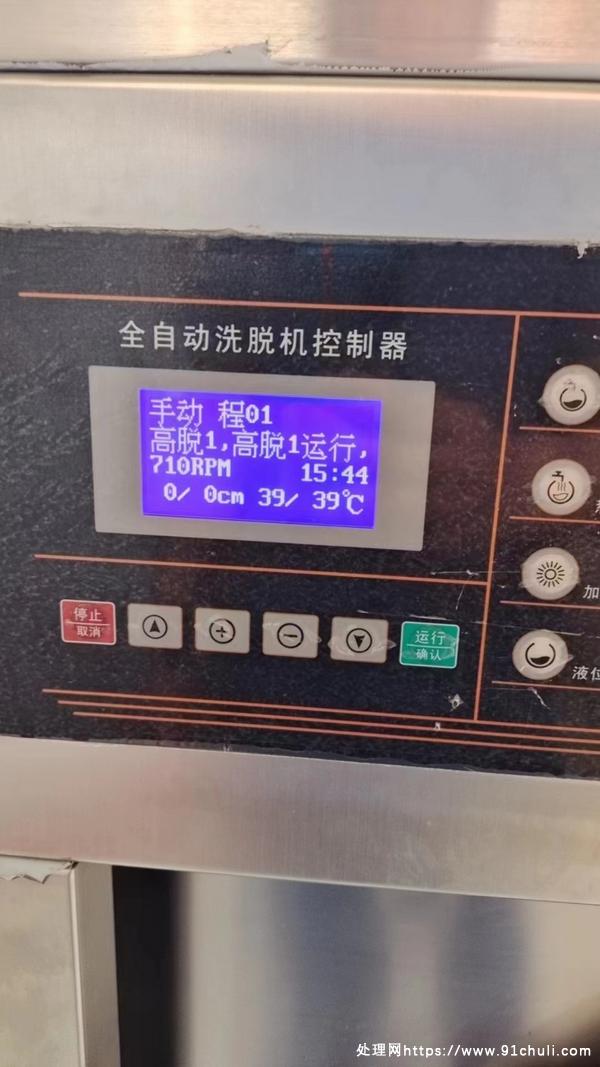 全自动洗脱机控制器
手动 程01
高脱1,高脱1运行,
710RPM 15:44
0/ 0cm 39/ 39℃
停止
取消
运行
确认
加
液位
处理网https://www.91chuli.com